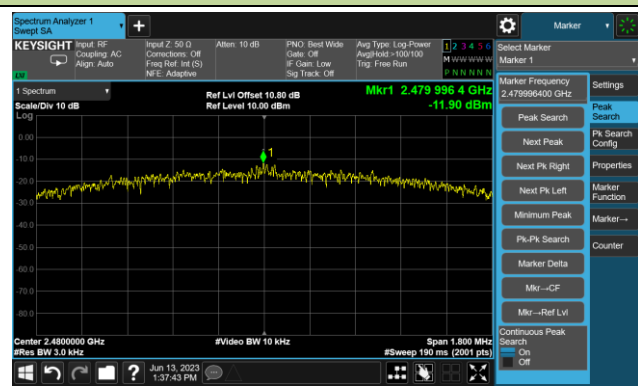 Spectrum Analyzer 1
Swept SA
+
Marker
KEYSIGHT
Input: RF
Coupling: AC
Align: Auto
Input Z: 50 Ω
Corrections: Off
Freq Ref: Int (S)
NFE: Adaptive
Atten: 10 dB
PNO: Best Wide
Gate: Off
IF Gain: Low
Sig Track: Off
Avg Type: Log-Power
Avg|Hold:>100/100
Trig: Free Run
1 2 3 4 5 6
M W W W W W
P N N N N N
LW
Select Marker
Marker 1
1 Spectrum
Scale/Div 10 dB
Log
Ref Lvl Offset 10.80 dB
Ref Level 10.00 dBm
Mkr1 2.479 996 4 GHz
-11.90 dBm
1
0.00
-10.0
-20.0
-30.0
-40.0
-50.0
-60.0
-70.0
-80.0
Center 2.4800000 GHz
#Res BW 3.0 kHz
#Video BW 10 kHz
Span 1.800 MHz
#Sweep 190 ms (2001 pts)
Marker Frequency
2.479996400 GHz
Peak Search
Next Peak
Next Pk Right
Next Pk Left
Minimum Peak
Pk-Pk Search
Marker Delta
Mkr→CF
Mkr→Ref Lvl
Continuous Peak
Search
On
Off
Settings
Peak
Search
Pk Search
Config
Properties
Marker
Function
Marker→
Counter
?
Jun 13, 2023
1:37:43 PM